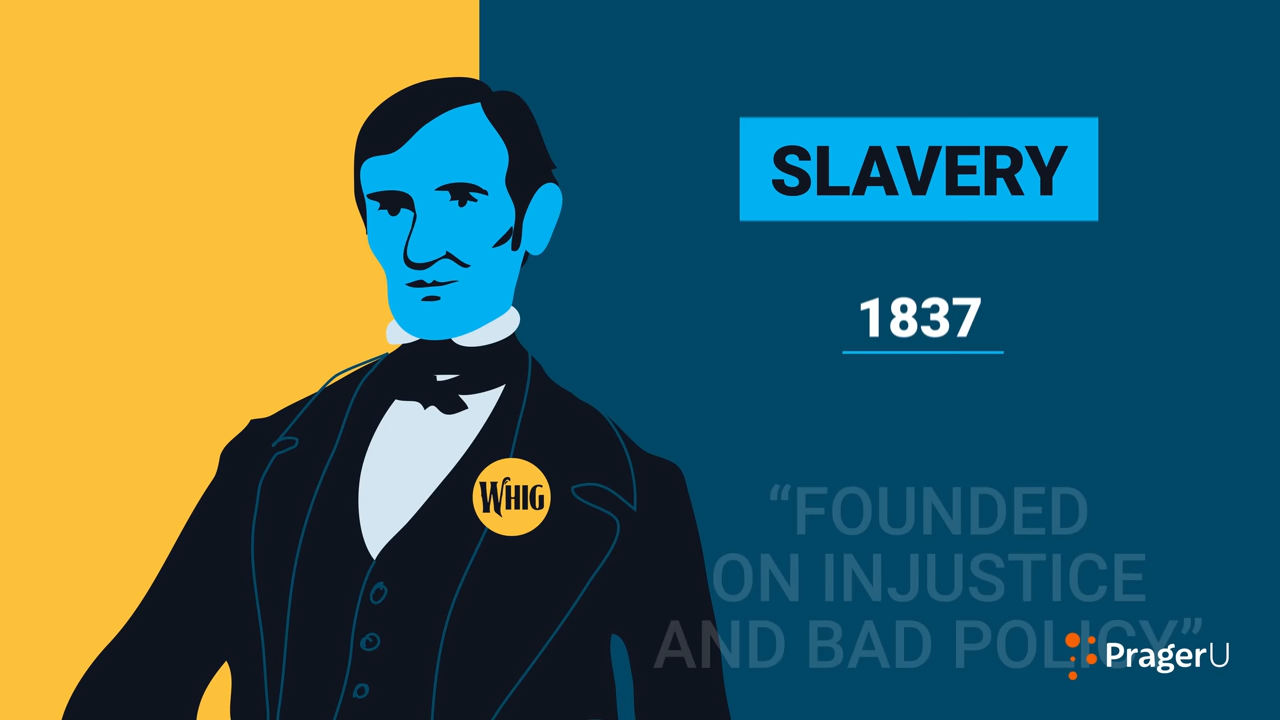 SLAVERY
1837
WHIG
“FOUNDED
ON INJUSTICE
AND BAD POLICY”
PragerU